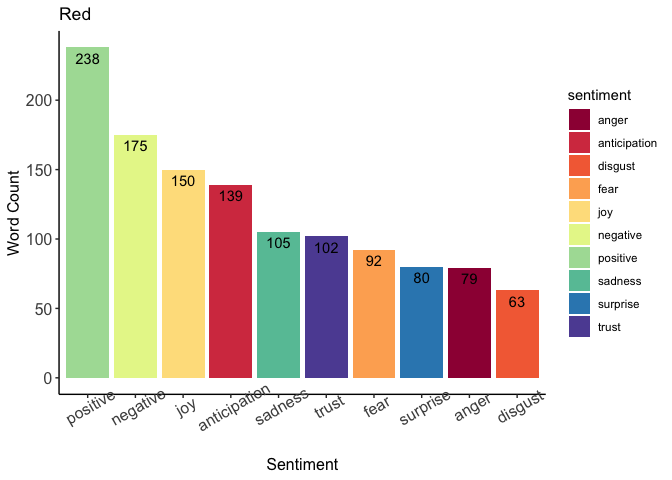 Red
238
175
150
139
105
102
92
80
79
63
200
150
100
50
0
Word Count
positive
negative
joy
anticipation
sadness
trust
fear
surprise
anger
disgust
Sentiment
sentiment
anger
anticipation
disgust
fear
joy
negative
positive
sadness
surprise
trust